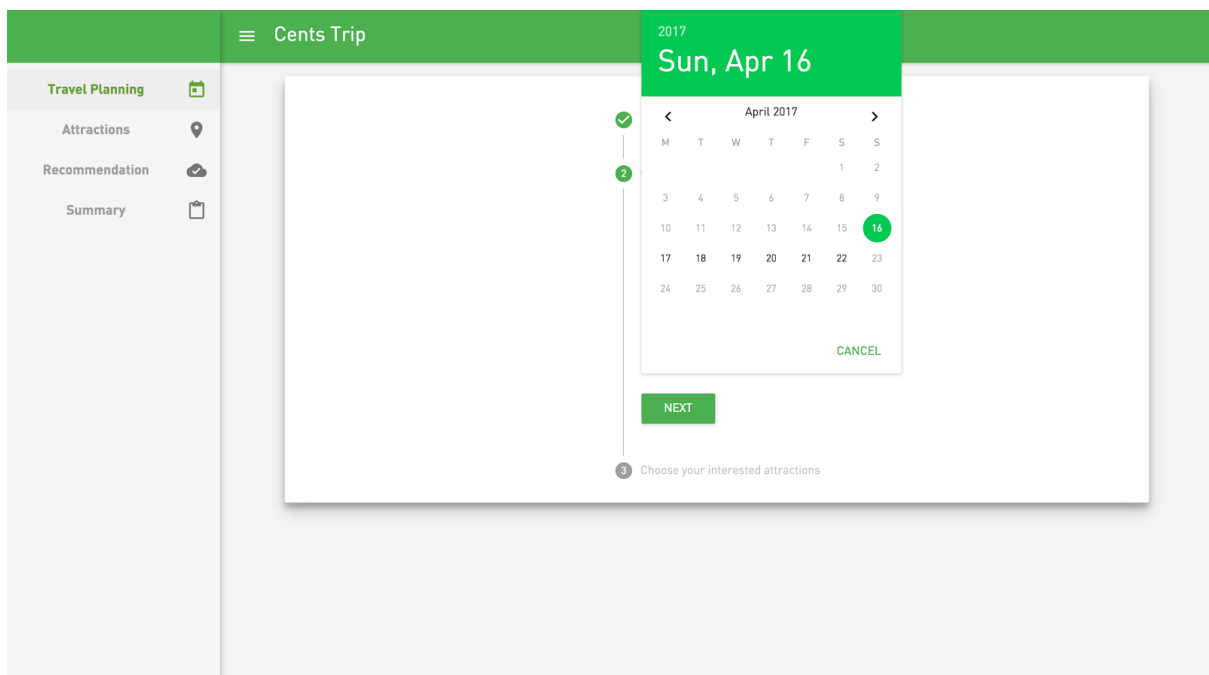 Cents Trip
Travel Planning
Attractions
Recommendation
Summary
2017
Sun, Apr 16
April 2017
M T W T F S S
1 2
3 4 5 6 7 8 9
10 11 12 13 14 15 16
17 18 19 20 21 22 23
24 25 26 27 28 29 30
CANCEL
2
NEXT
3 Choose your interested attractions